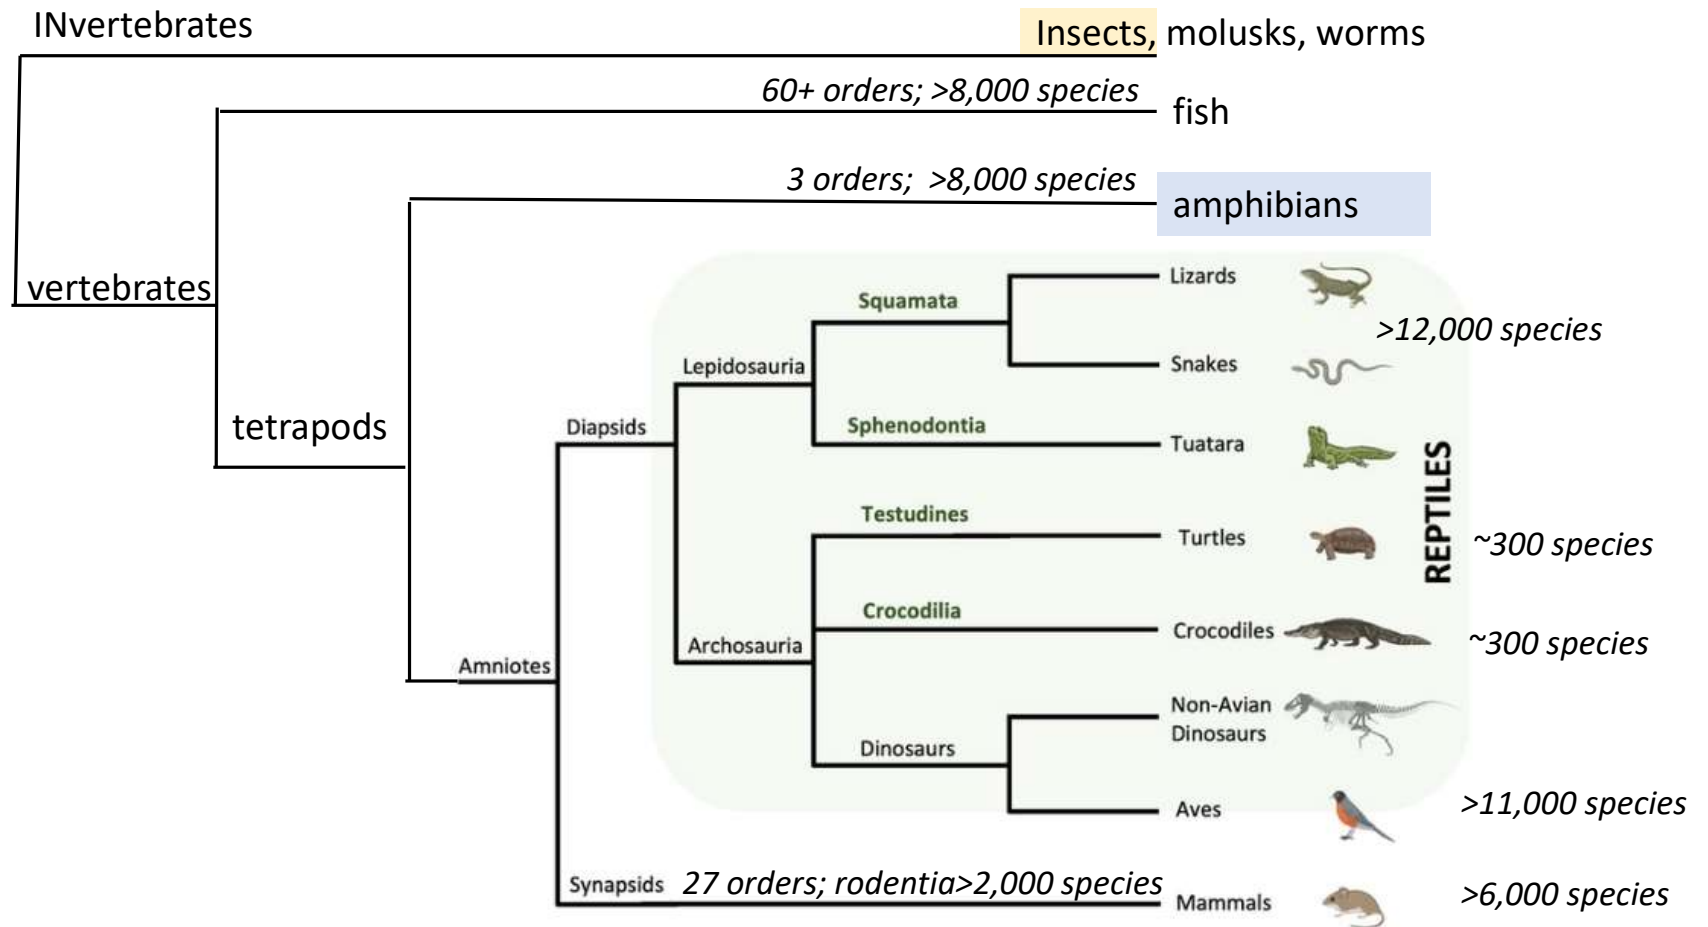 INvertebrates
Insects, molusks, worms
60+ orders; >8,000 species
fish
3 orders;  >8,000 species
amphibians
vertebrates
tetrapods
Amniotes
Diapsids
Lepidosauria
Squamata
Lizards
>12,000 species
Snakes
Sphenodontia
Tuatara
REPTILES
Archosauria
Testudines
Turtles
~300 species
Crocodilia
Crocodiles
~300 species
Dinosaurs
Non-Avian
Dinosaurs
Aves
>11,000 species
Synapsids
27 orders; rodentia>2,000 species
Mammals
>6,000 species